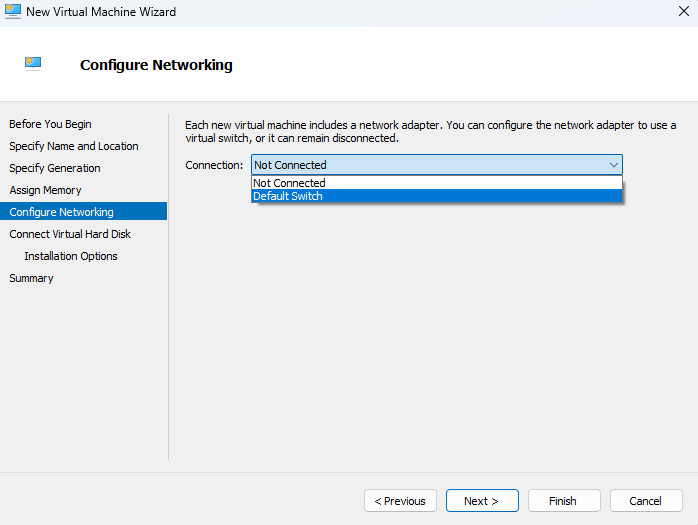 New Virtual Machine Wizard
Configure Networking
Before You Begin
Specify Name and Location
Specify Generation
Assign Memory
Configure Networking
Connect Virtual Hard Disk
Installation Options
Summary
Each new virtual machine includes a network adapter. You can configure the network adapter to use a
virtual switch, or it can remain disconnected.
Connection: Not Connected
Not Connected
Default Switch
< Previous Next > Finish Cancel